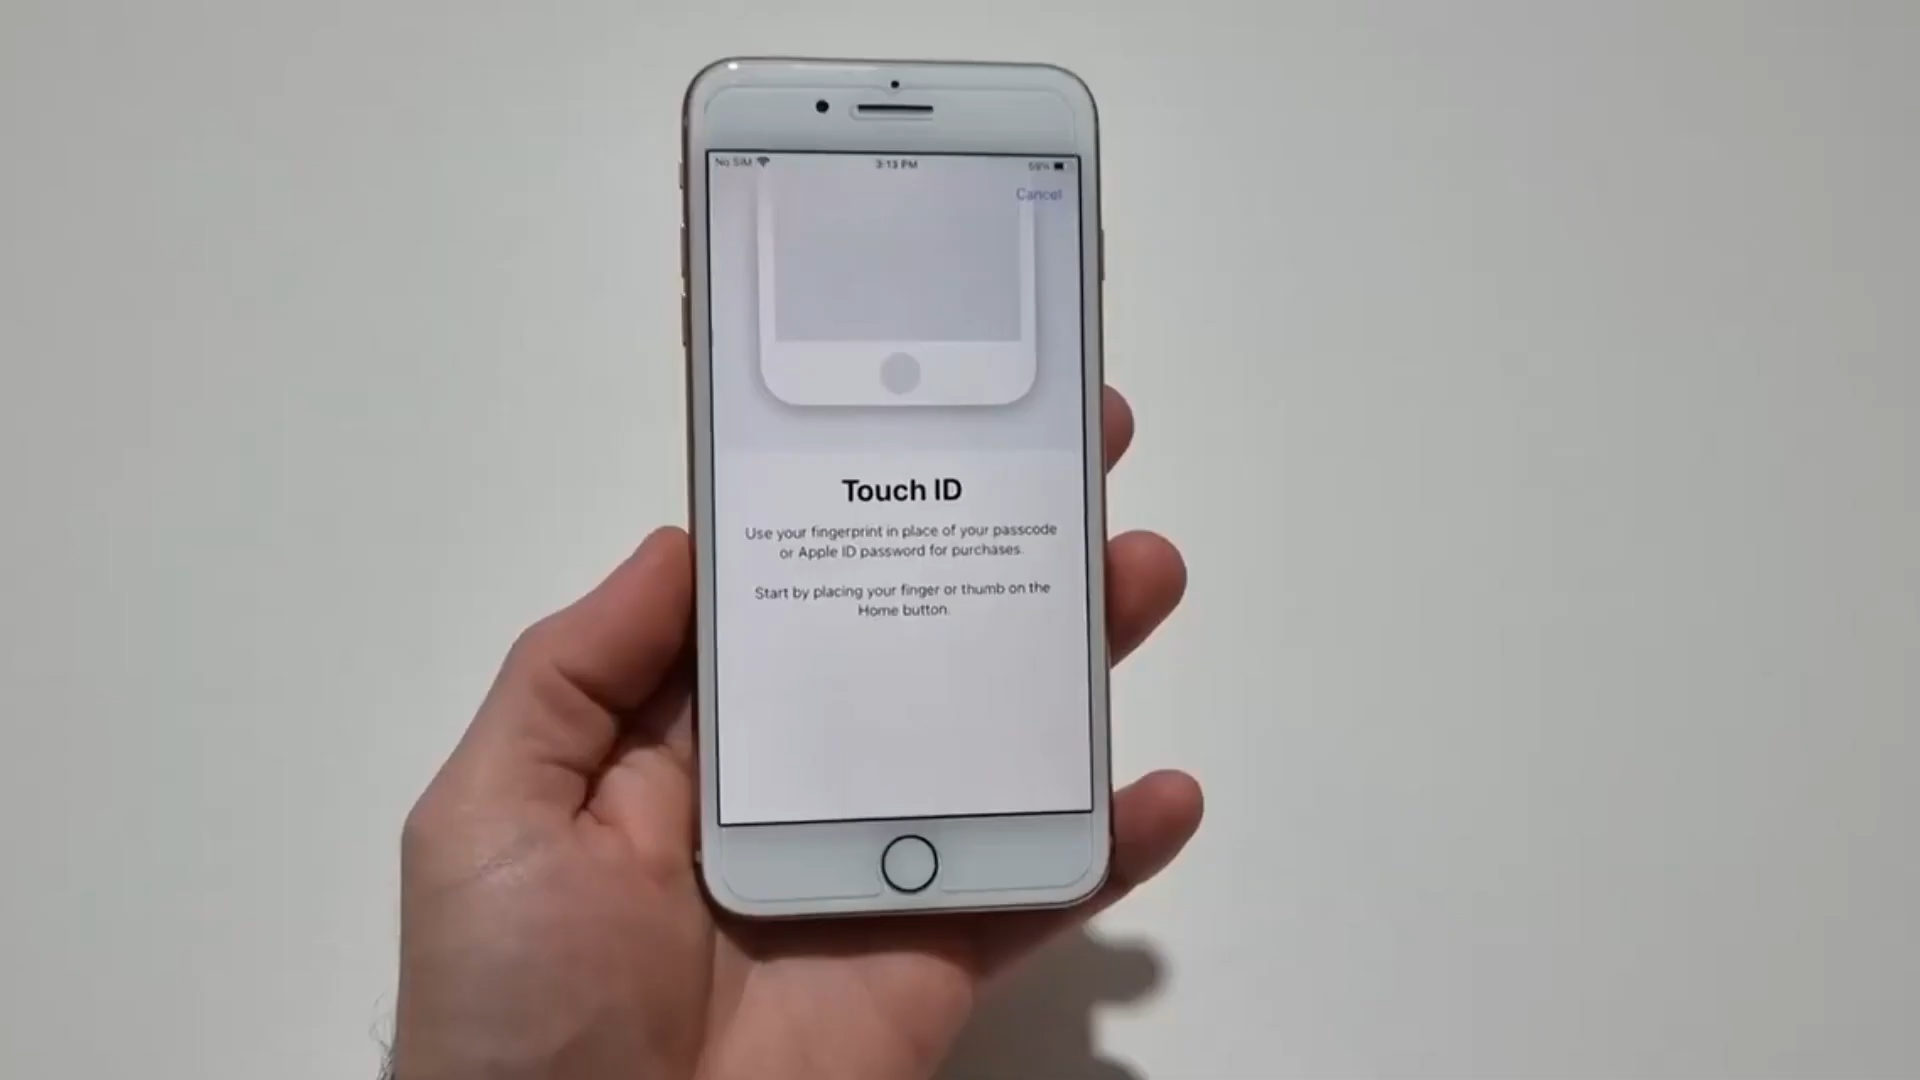 No SIM 3:13 PM 59%
Cancel
Touch ID
Use your fingerprint in place of your passcode
or Apple ID password for purchases.
Start by placing your finger or thumb on the
Home button.